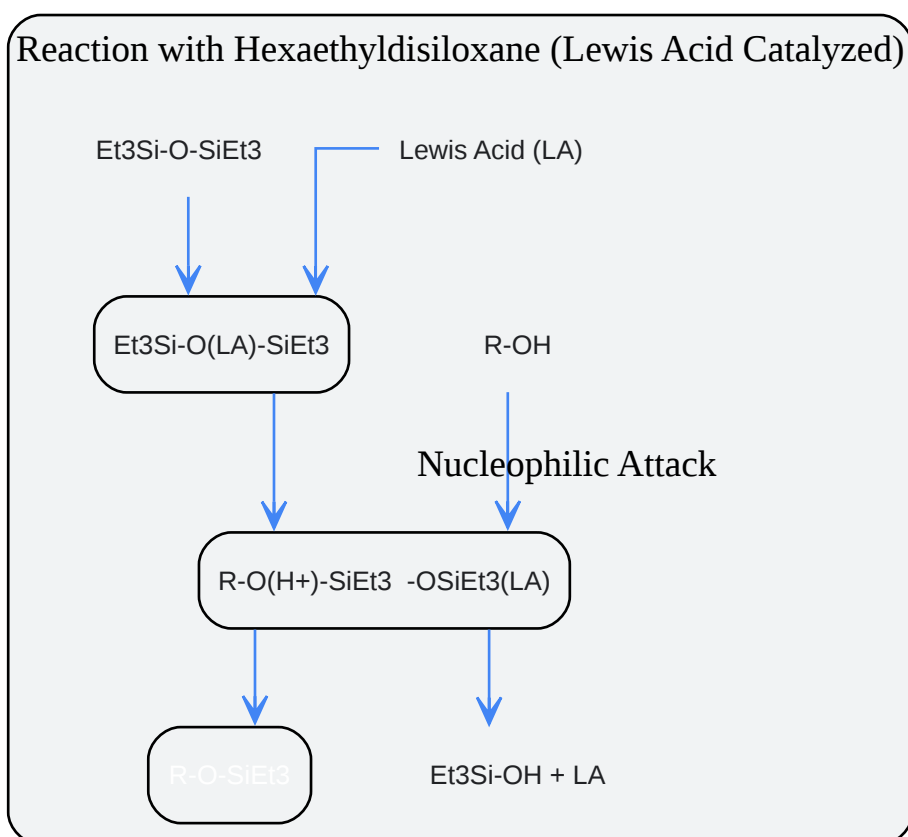 Reaction with Hexaethyldisiloxane (Lewis Acid Catalyzed)
Et3Si-O-SiEt3
Lewis Acid (LA)
Et3Si-O(LA)-SiEt3
R-OH
Nucleophilic Attack
R-O(H+)-SiEt3 -OSiEt3(LA)
R-O-SiEt3
Et3Si-OH + LA